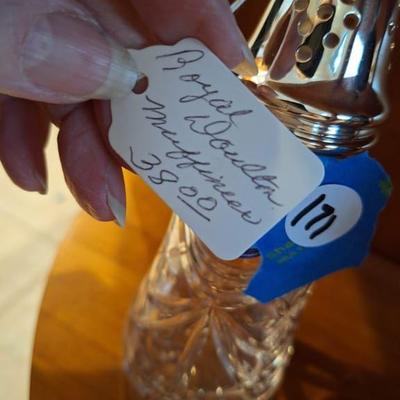 Royal
Doulton
Muffineer
38.00
171